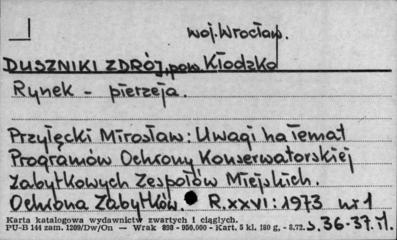 woj. Wrocław.
DUSZNIKI ZDRÓJ, pow. Kłodzko
Rynek - pierzeja.
Przyłęcki Mirosław: Uwagi na temat
Programów Ochrony Konserwatorskiej
Zabytkowych Zespołów Miejskich.
Ochrona Zabytków. R. XXVI: 1973 nr 1
Karta katalogowa wydawnictw zwartych i ciągłych.
PU-B 144 zam. 1209/Dw/On — Wrak 898 - 950.000 - Kart. 5 kl. 180 g, - 8.72. s. 36-37. il.